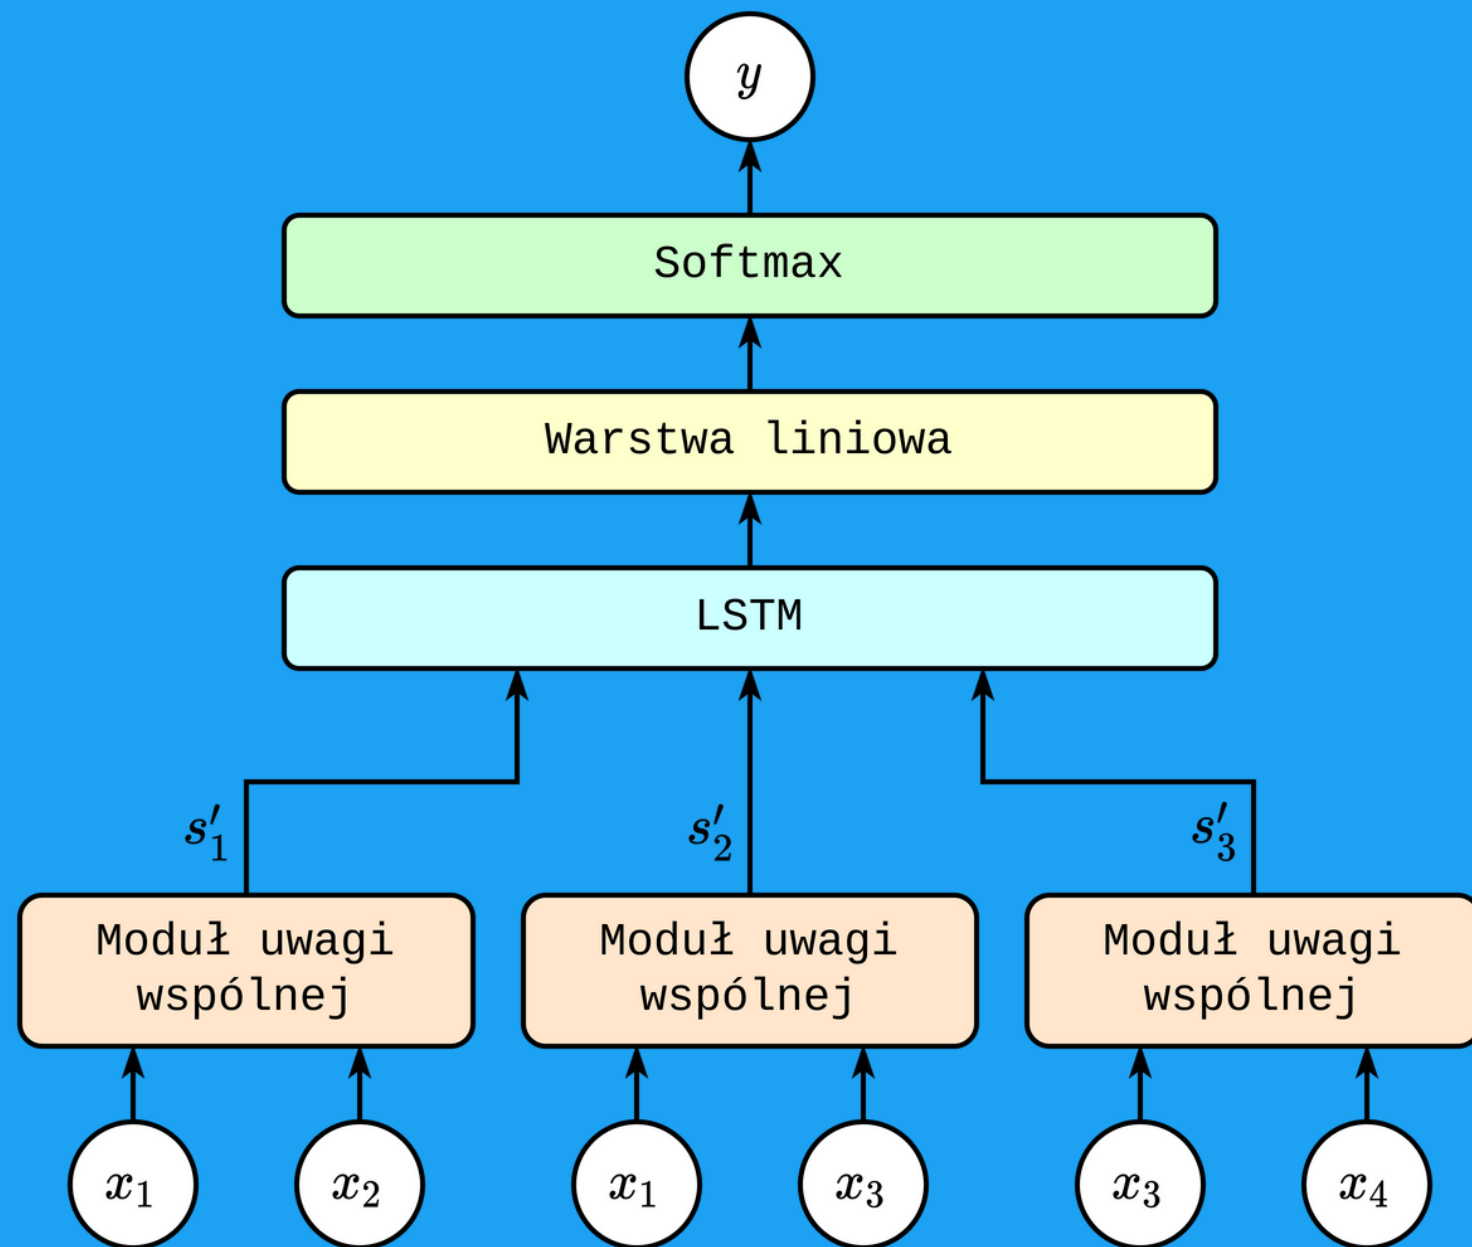 y
Softmax
Warstwa liniowa
LSTM
s′₁ s′₂ s′₃
Moduł uwagi
wspólnej
Moduł uwagi
wspólnej
Moduł uwagi
wspólnej
x₁ x₂ x₁ x₃ x₃ x₄